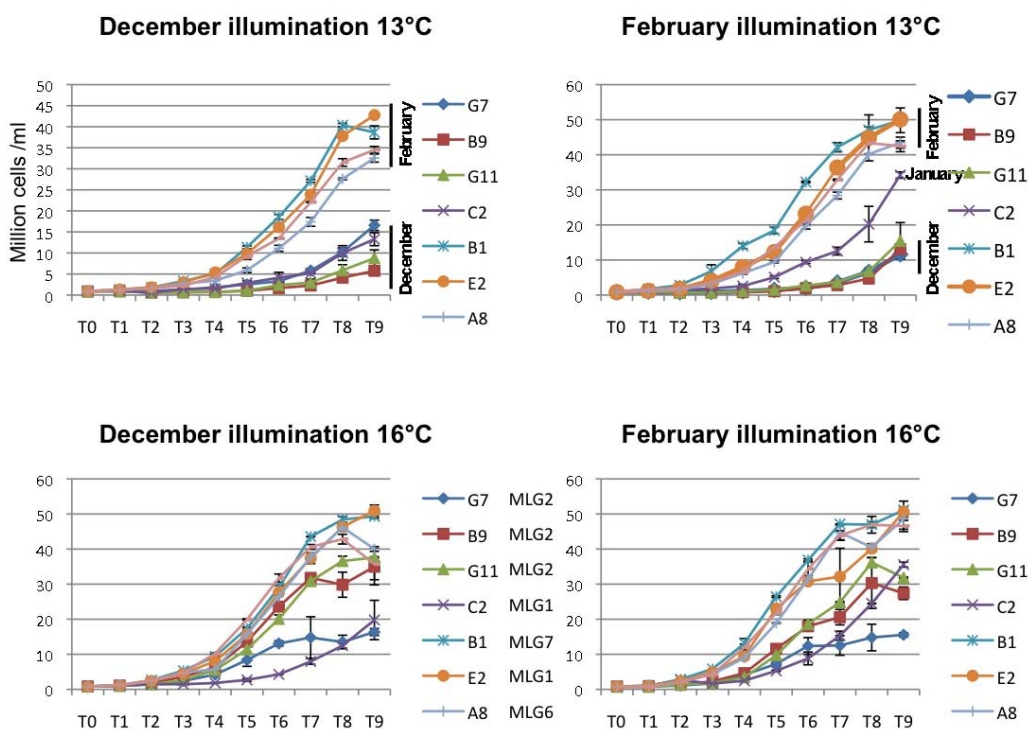 December illumination 13°C
February illumination 13°C
Million cells /ml
50
45
40
35
30
25
20
15
10
5
0
T0 T1 T2 T3 T4 T5 T6 T7 T8 T9
February
December
G7
B9
G11
C2
B1
E2
A8
60
50
40
30
20
10
0
T0 T1 T2 T3 T4 T5 T6 T7 T8 T9
February
January
December
G7
B9
G11
C2
B1
E2
A8
December illumination 16°C
February illumination 16°C
60
50
40
30
20
10
0
T0 T1 T2 T3 T4 T5 T6 T7 T8 T9
G7 MLG2
B9 MLG2
G11 MLG2
C2 MLG1
B1 MLG7
E2 MLG1
A8 MLG6
60
50
40
30
20
10
0
T0 T1 T2 T3 T4 T5 T6 T7 T8 T9
G7
B9
G11
C2
B1
E2
A8